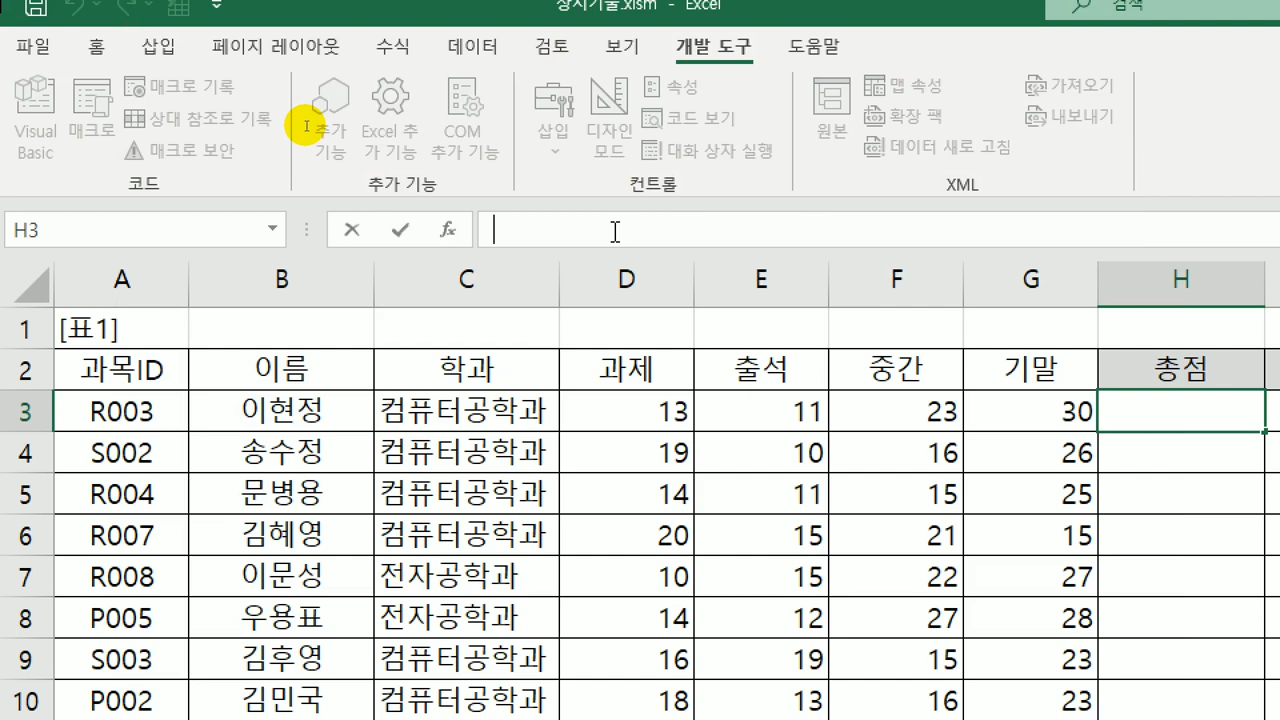 상시기출.xlsm - Excel
검색
파일 홈 삽입 페이지 레이아웃 수식 데이터 검토 보기 개발 도구 도움말
Visual Basic
매크로
매크로 기록
상대 참조로 기록
매크로 보안
코드
추가 기능
Excel 추가 기능
COM 추가 기능
추가 기능
삽입
디자인 모드
속성
코드 보기
대화 상자 실행
컨트롤
원본
맵 속성
확장 팩
데이터 새로 고침
가져오기
내보내기
XML
H3 fx
A B C D E F G H
1 [표1]
2 과목ID 이름 학과 과제 출석 중간 기말 총점
3 R003 이현정 컴퓨터공학과 13 11 23 30
4 S002 송수정 컴퓨터공학과 19 10 16 26
5 R004 문병용 컴퓨터공학과 14 11 15 25
6 R007 김혜영 컴퓨터공학과 20 15 21 15
7 R008 이문성 전자공학과 10 15 22 27
8 P005 우용표 전자공학과 14 12 27 28
9 S003 김후영 컴퓨터공학과 16 19 15 23
10 P002 김민국 컴퓨터공학과 18 13 16 23